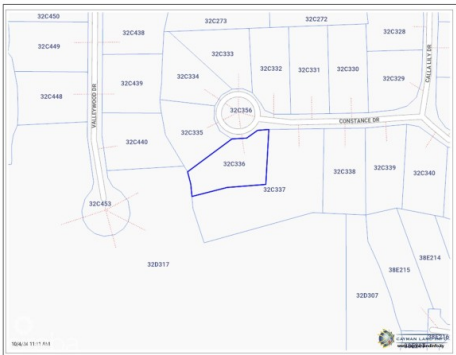 32C450
32C273
32C272
32C438
32C328
32C449
32C333
CALLA LILY DR
32C334
32C332
32C331
32C330
32C329
32C439
32C448
VALLEYWOOD DR
32C356
CONSTANCE DR
32C335
32C440
32C336
32C338
32C339
32C340
32C337
32C453
38E214
32D317
38E215
32D307